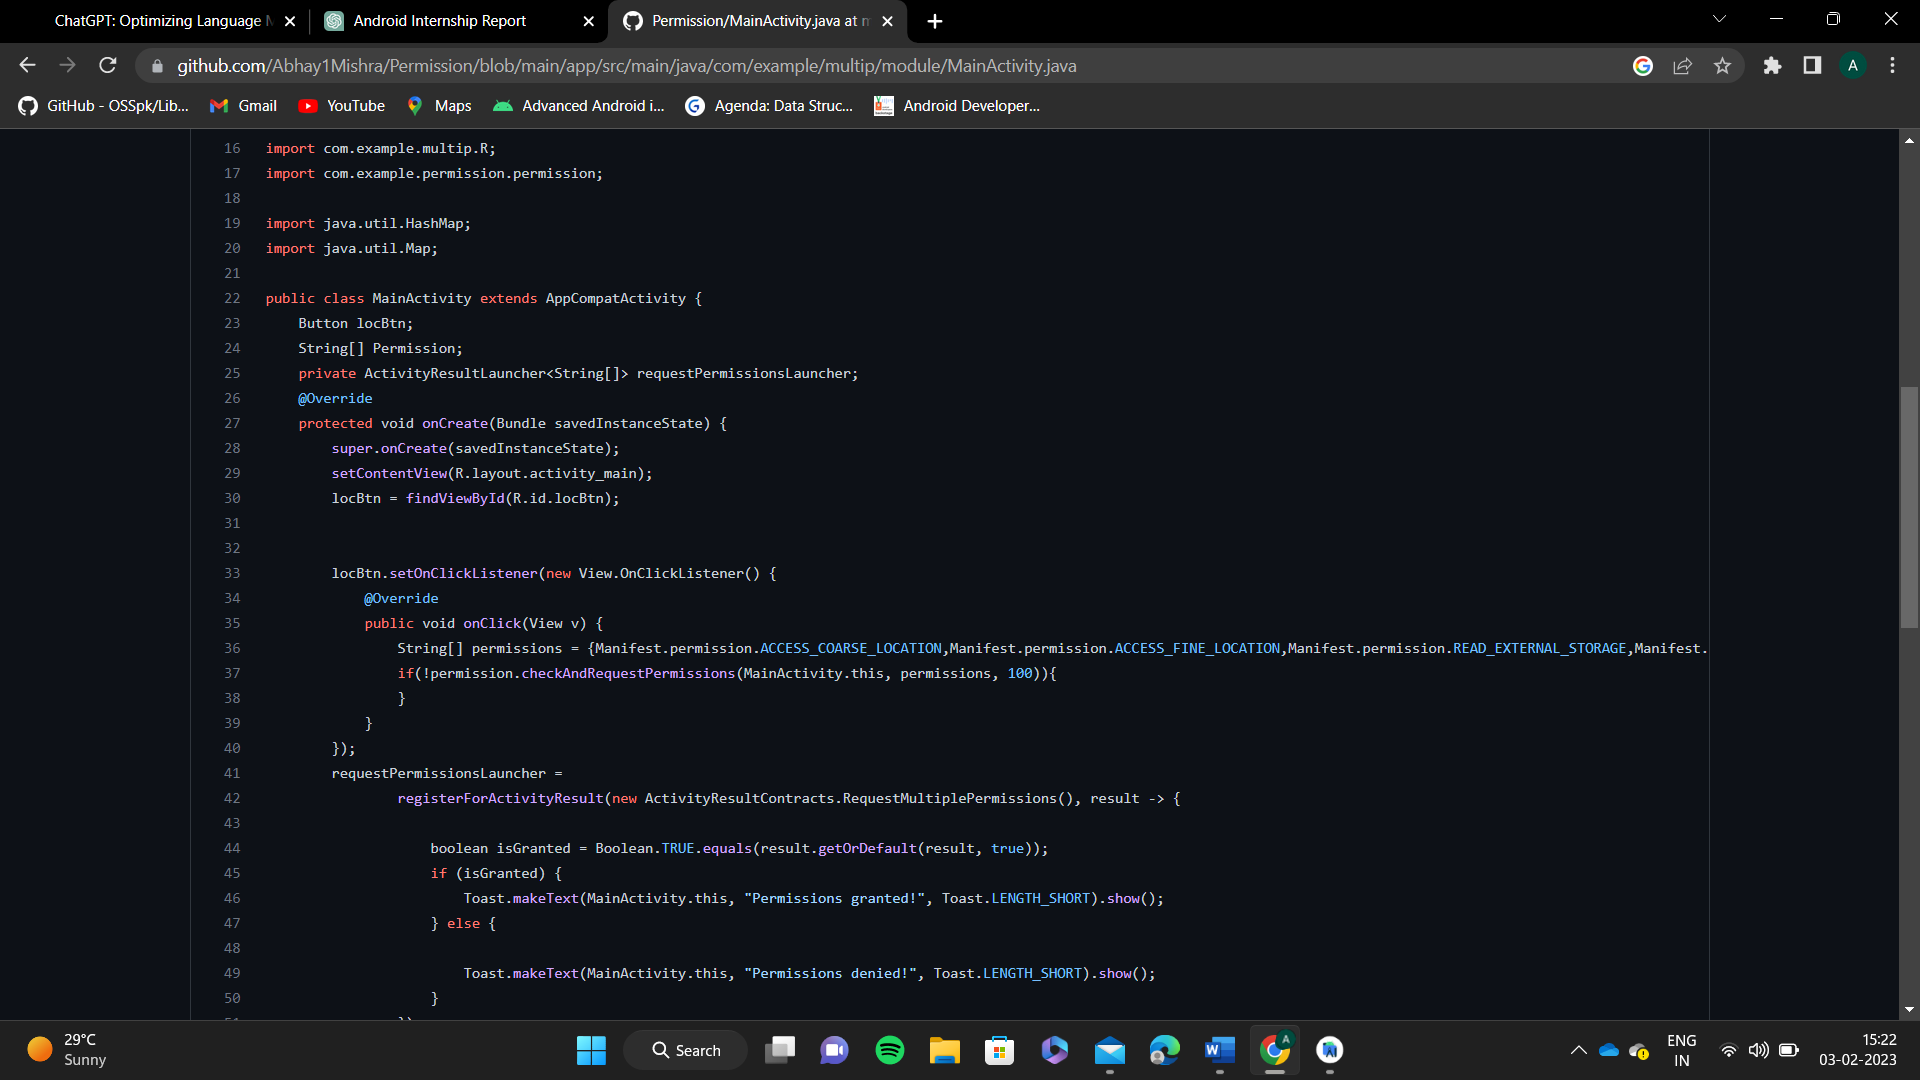 ChatGPT: Optimizing Language
Android Internship Report
Permission/MainActivity.java at
github.com/Abhay1Mishra/Permission/blob/main/app/src/main/java/com/example/multip/module/MainActivity.java
A
GitHub - OSSpk/Lib...
Gmail
YouTube
Maps
Advanced Android i...
Agenda: Data Struc...
Android Developer...
16 import com.example.multip.R;
17 import com.example.permission.permission;
18
19 import java.util.HashMap;
20 import java.util.Map;
21
22 public class MainActivity extends AppCompatActivity {
23 Button locBtn;
24 String[] Permission;
25 private ActivityResultLauncher<String[]> requestPermissionsLauncher;
26 @Override
27 protected void onCreate(Bundle savedInstanceState) {
28 super.onCreate(savedInstanceState);
29 setContentView(R.layout.activity_main);
30 locBtn = findViewById(R.id.locBtn);
31
32
33 locBtn.setOnClickListener(new View.OnClickListener() {
34 @Override
35 public void onClick(View v) {
36 String[] permissions = {Manifest.permission.ACCESS_COARSE_LOCATION,Manifest.permission.ACCESS_FINE_LOCATION,Manifest.permission.READ_EXTERNAL_STORAGE,Manifest.
37 if(!permission.checkAndRequestPermissions(MainActivity.this, permissions, 100)){
38 }
39 }
40 });
41 requestPermissionsLauncher =
42 registerForActivityResult(new ActivityResultContracts.RequestMultiplePermissions(), result -> {
43
44 boolean isGranted = Boolean.TRUE.equals(result.getOrDefault(result, true));
45 if (isGranted) {
46 Toast.makeText(MainActivity.this, "Permissions granted!", Toast.LENGTH_SHORT).show();
47 } else {
48
49 Toast.makeText(MainActivity.this, "Permissions denied!", Toast.LENGTH_SHORT).show();
50 }
29°C
Sunny
Search
ENG
IN
15:22
03-02-2023